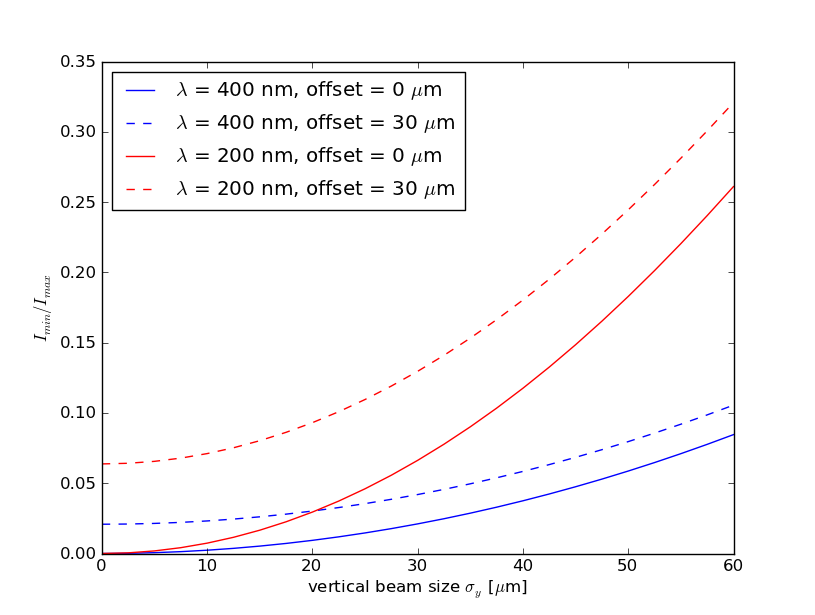 0.35
0.30
0.25
0.20
0.15
0.10
0.05
0.00
I_min/I_max
λ = 400 nm, offset = 0 μm
λ = 400 nm, offset = 30 μm
λ = 200 nm, offset = 0 μm
λ = 200 nm, offset = 30 μm
0 10 20 30 40 50 60
vertical beam size σ_y [μm]